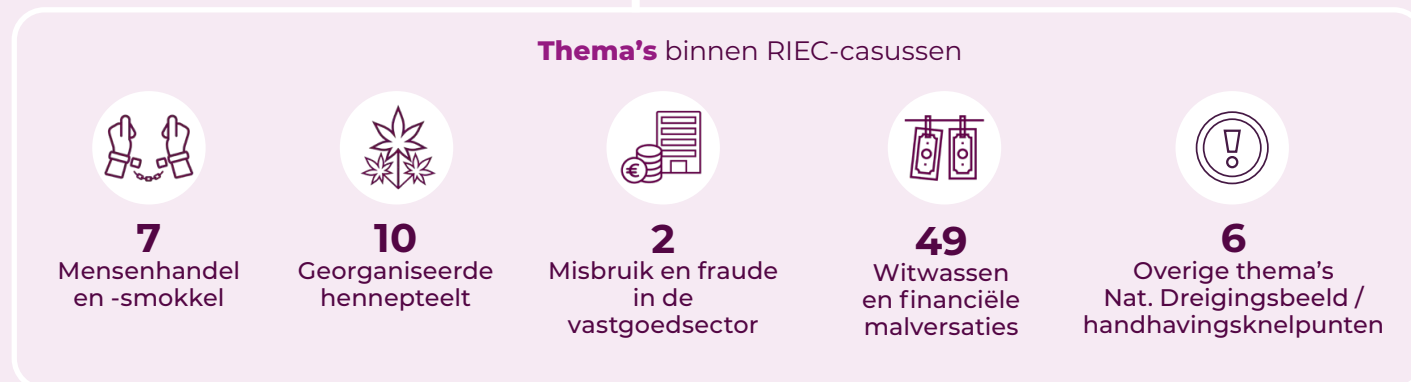 Thema’s binnen RIEC-casussen
7
Mensenhandel
en -smokkel
10
Georganiseerde
hennepteelt
€
2
Misbruik en fraude
in de
vastgoedsector
49
Witwassen
en financiële
malversaties
6
Overige thema’s
Nat. Dreigingsbeeld /
handhavingsknelpunten